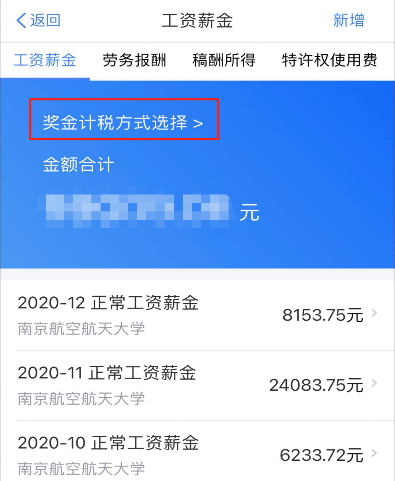 返回 工资薪金 新增
工资薪金 劳务报酬 稿酬所得 特许权使用费
奖金计税方式选择 >
金额合计
元
2020-12 正常工资薪金
南京航空航天大学
8153.75元
2020-11 正常工资薪金
南京航空航天大学
24083.75元
2020-10 正常工资薪金
南京航空航天大学
6233.72元